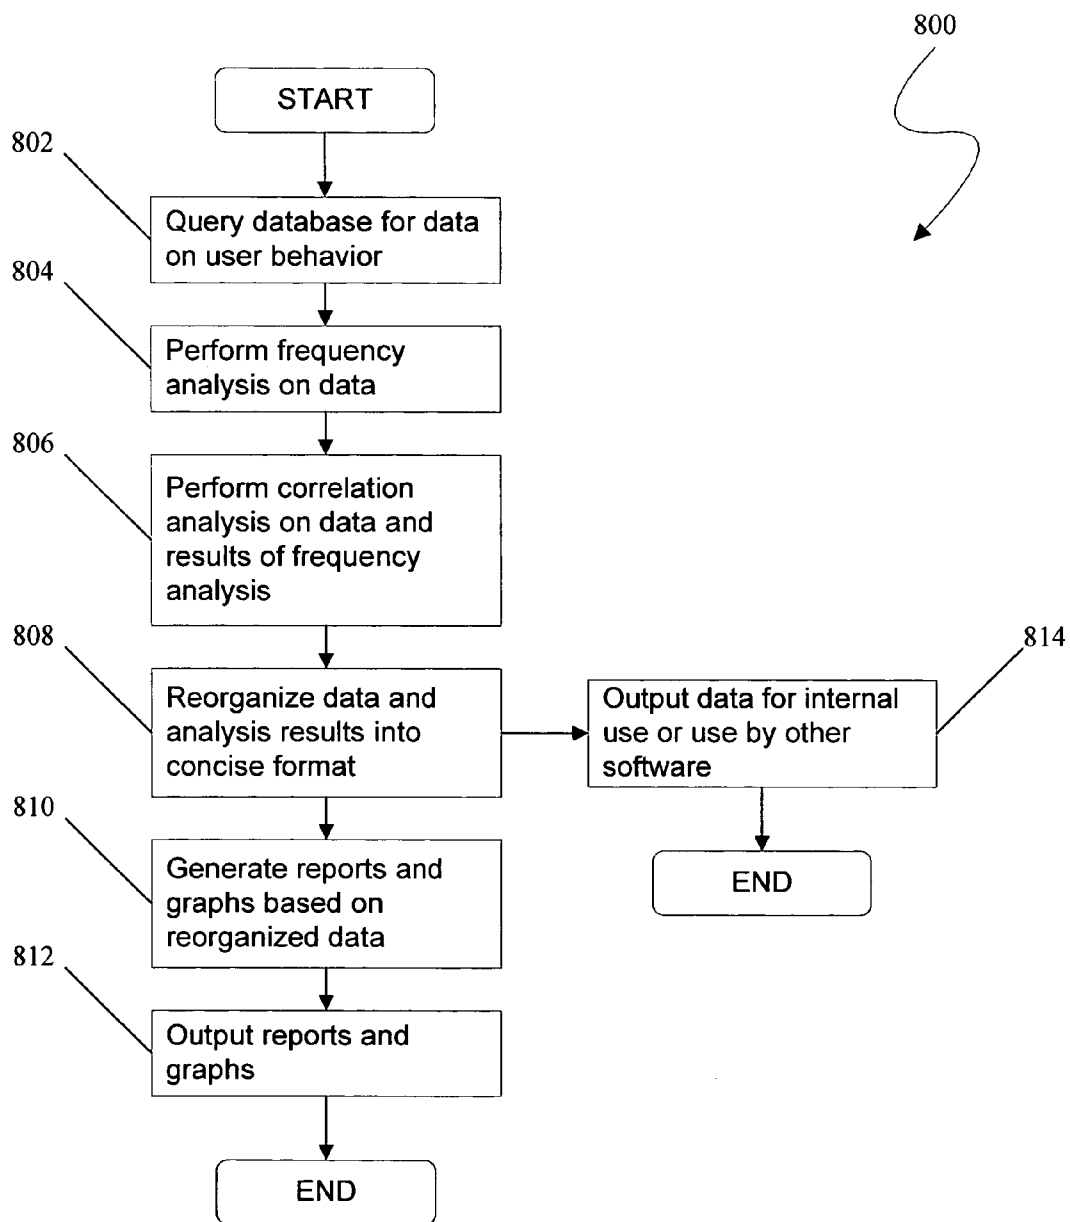 800
START
802
Query database for data
on user behavior
804
Perform frequency
analysis on data
806
Perform correlation
analysis on data and
results of frequency
analysis
808
Reorganize data and
analysis results into
concise format
814
Output data for internal
use or use by other
software
END
810
Generate reports and
graphs based on
reorganized data
812
Output reports and
graphs
END